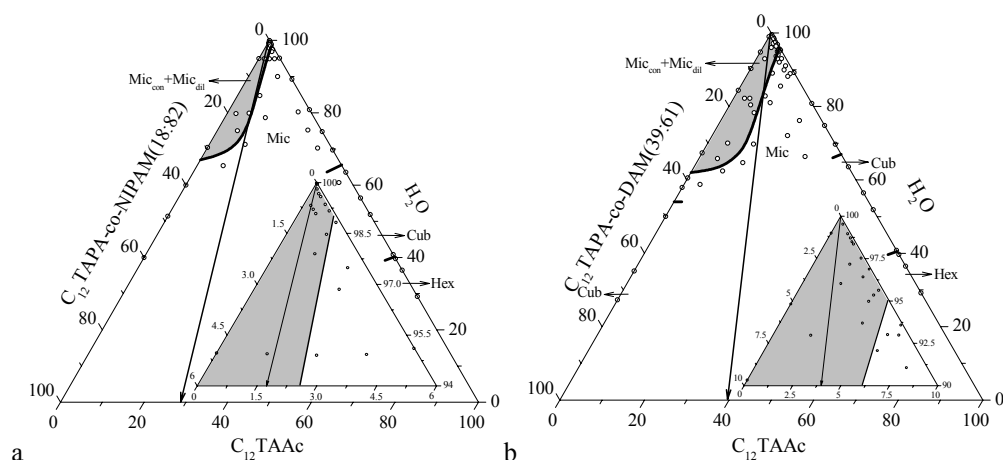 0
100
Mic_con+Mic_dil
20
80
C12TAPA-co-NIPAM(18:82)
Mic
40
60
H2O
0
100
1.5
98.5
Cub
60
40
3.0
97.0
Hex
80
4.5
95.5
20
6
94
0 1.5 3.0 4.5 6
100
0
0 20 40 60 80 100
C12TAAc
a
0
100
Mic_con+Mic_dil
20
80
C12TAPA-co-DAM(39:61)
Mic
Cub
40
60
H2O
0
100
60
2.5
97.5
40
Hex
5
95
Cub
80
7.5
92.5
20
10
90
0 2.5 5 7.5 10
100
0
0 20 40 60 80 100
C12TAAc
b